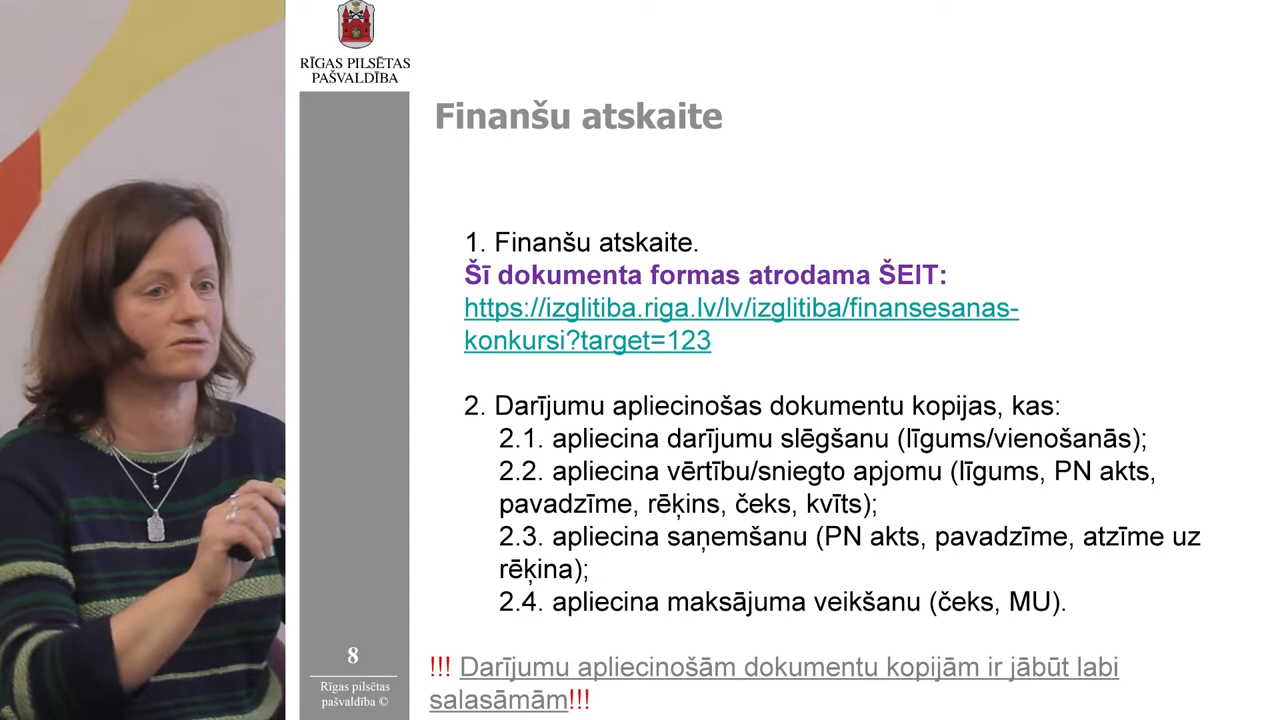 RĪGAS PILSĒTAS
PAŠVALDĪBA
Finanšu atskaite
1. Finanšu atskaite.
Šī dokumenta formas atrodama ŠEIT:
https://izglitiba.riga.lv/lv/izglitiba/finansesanas-
konkursi?target=123
2. Darījumu apliecinošas dokumentu kopijas, kas:
2.1. apliecina darījumu slēgšanu (līgums/vienošanās);
2.2. apliecina vērtību/sniegto apjomu (līgums, PN akts,
pavadzīme, rēķins, čeks, kvīts);
2.3. apliecina saņemšanu (PN akts, pavadzīme, atzīme uz
rēķina);
2.4. apliecina maksājuma veikšanu (čeks, MU).
!!! Darījumu apliecinošām dokumentu kopijām ir jābūt labi
salasāmām!!!
8
Rīgas pilsētas
pašvaldība ©